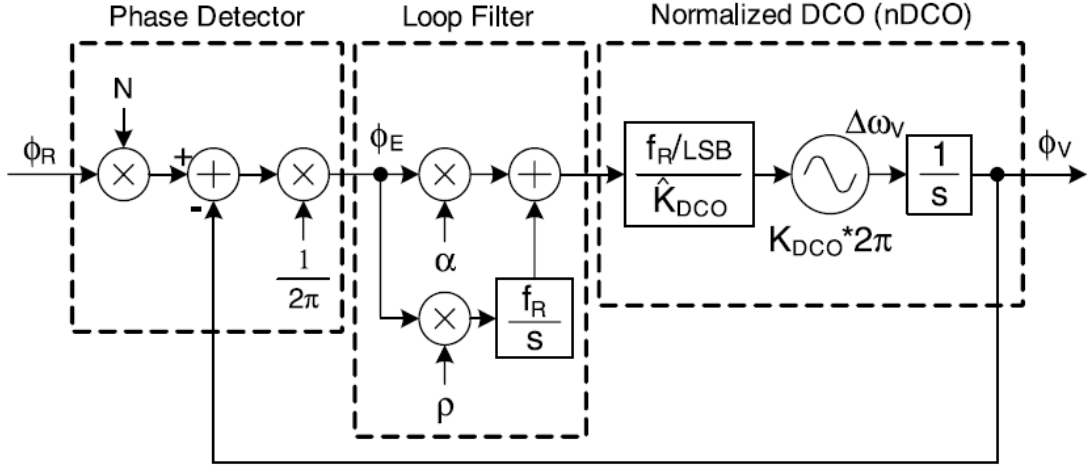 Phase Detector
Loop Filter
Normalized DCO (nDCO)
N
ϕR
+
-
×
+
×
1
2π
ϕE
×
+
α
×
ρ
fR
s
fR/LSB
K̂DCO
ΔωV
KDCO*2π
1
s
ϕV